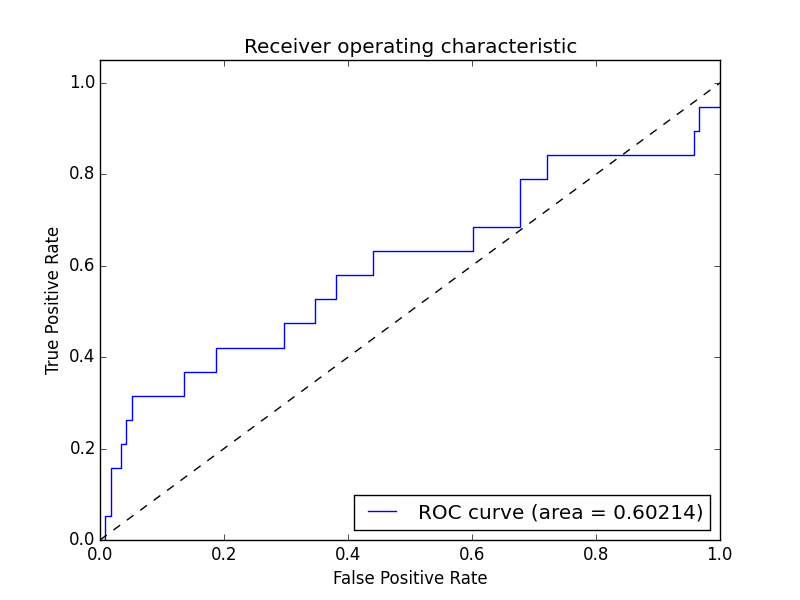 Receiver operating characteristic
1.0
0.8
0.6
0.4
0.2
0.0
True Positive Rate
ROC curve (area = 0.60214)
0.0 0.2 0.4 0.6 0.8 1.0
False Positive Rate